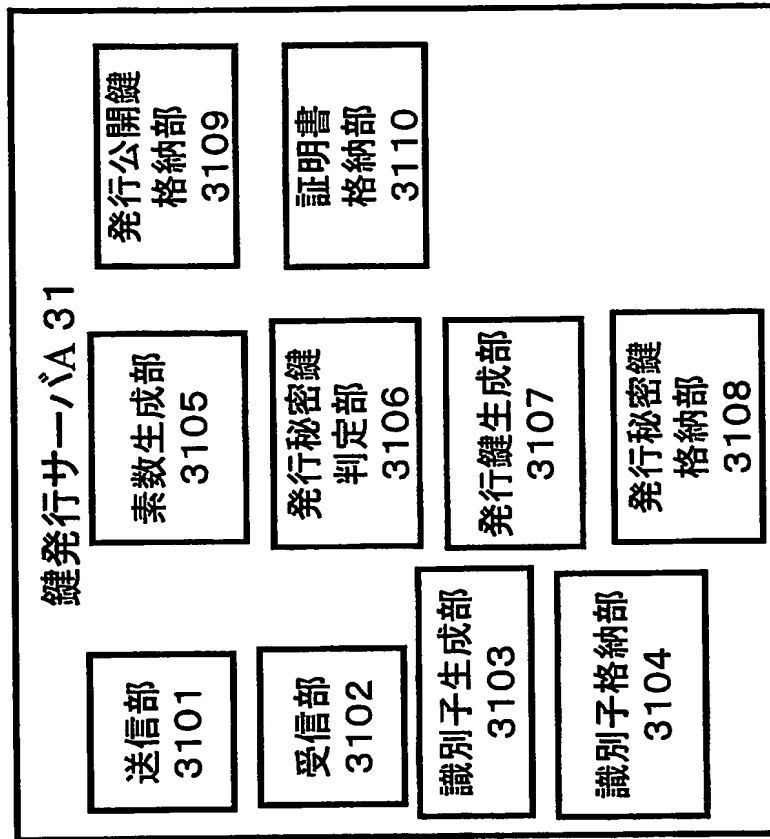 鍵発行サーバA 31
送信部
3101
受信部
3102
識別子生成部
3103
識別子格納部
3104
素数生成部
3105
発行秘密鍵
判定部
3106
発行鍵生成部
3107
発行秘密鍵
格納部
3108
発行公開鍵
格納部
3109
証明書
格納部
3110